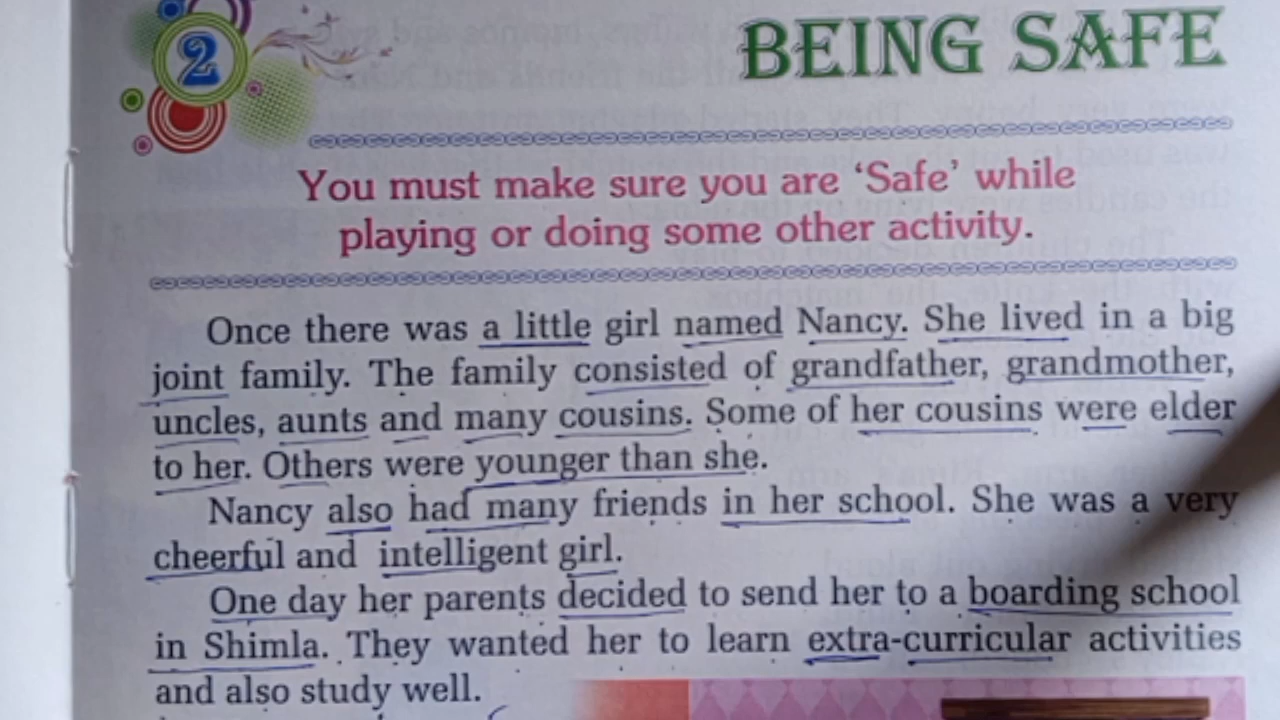 2
BEING SAFE
You must make sure you are ‘Safe’ while
playing or doing some other activity.
Once there was a little girl named Nancy. She lived in a big
joint family. The family consisted of grandfather, grandmother,
uncles, aunts and many cousins. Some of her cousins were elder
to her. Others were younger than she.
Nancy also had many friends in her school. She was a very
cheerful and intelligent girl.
One day her parents decided to send her to a boarding school
in Shimla. They wanted her to learn extra-curricular activities
and also study well.